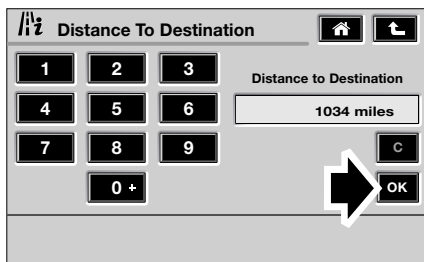 Distance To Destination
1 2 3
Distance to Destination
4 5 6
1034 miles
7 8 9
C
0 +
OK